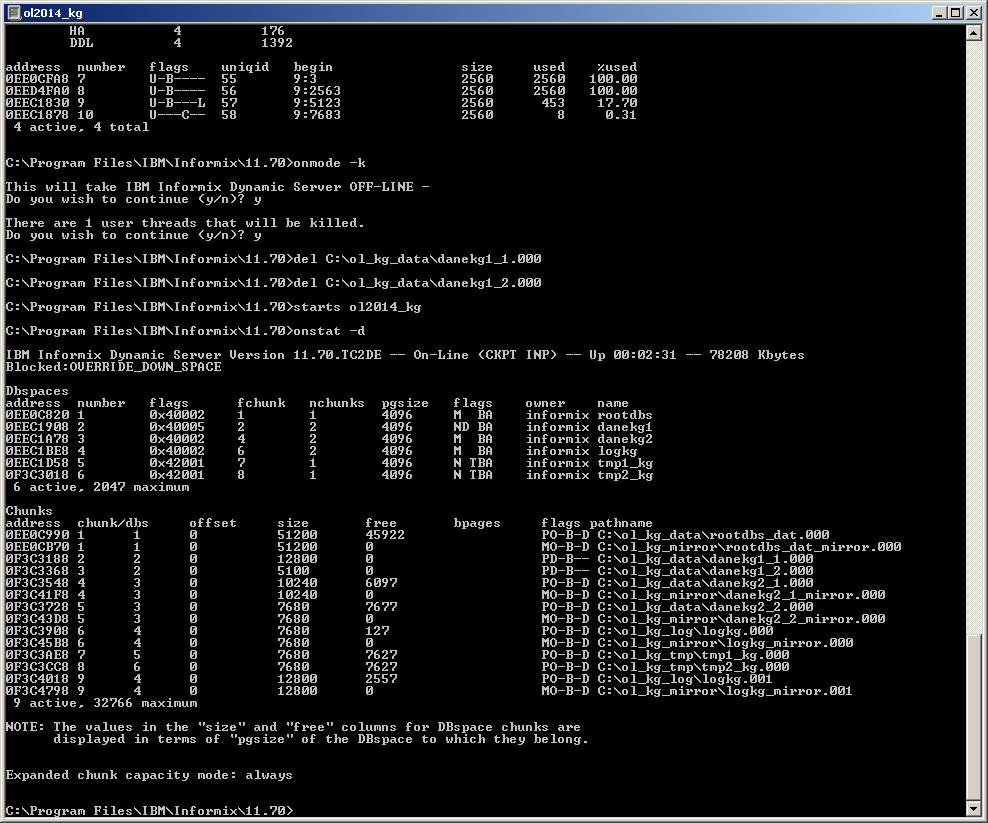 ol2014_kg
HA 4 176
DDL 4 1392
address number flags uniqid begin size used %used
0EE0CFA8 7 U-B---- 55 9:3 2560 2560 100.00
0EED4FA0 8 U-B---- 56 9:2563 2560 2560 100.00
0EEC1830 9 U-B---L 57 9:5123 2560 453 17.70
0EEC1878 10 U---C-- 58 9:7683 2560 8 0.31
4 active, 4 total
C:\Program Files\IBM\Informix\11.70>onmode -k
This will take IBM Informix Dynamic Server OFF-LINE -
Do you wish to continue (y/n)? y
There are 1 user threads that will be killed.
Do you wish to continue (y/n)? y
C:\Program Files\IBM\Informix\11.70>del C:\ol_kg_data\danekg1_1.000
C:\Program Files\IBM\Informix\11.70>del C:\ol_kg_data\danekg1_2.000
C:\Program Files\IBM\Informix\11.70>starts ol2014_kg
C:\Program Files\IBM\Informix\11.70>onstat -d
IBM Informix Dynamic Server Version 11.70.TC2DE -- On-Line (CKPT INP) -- Up 00:02:31 -- 78208 Kbytes
Blocked:OVERRIDE_DOWN_SPACE
Dbspaces
address number flags fchunk nchunks pgsize flags owner name
0EE0C820 1 0x40002 1 1 4096 M BA informix rootdbs
0EEC1908 2 0x40005 2 2 4096 ND BA informix danekg1
0EEC1A78 3 0x40002 4 2 4096 M BA informix danekg2
0EEC1BE8 4 0x40002 6 2 4096 M BA informix logkg
0EEC1D58 5 0x42001 7 1 4096 N TBA informix tmp1_kg
0F3C3018 6 0x42001 8 1 4096 N TBA informix tmp2_kg
6 active, 2047 maximum
Chunks
address chunk/dbs offset size free bpages flags pathname
0EE0C990 1 1 0 51200 45922 PO-B-D C:\ol_kg_data\rootdbs_dat.000
0EE0CB70 1 1 0 51200 0 MO-B-D C:\ol_kg_mirror\rootdbs_dat_mirror.000
0F3C3188 2 2 0 12800 0 PD-B-- C:\ol_kg_data\danekg1_1.000
0F3C3368 3 2 0 5100 0 PD-B-- C:\ol_kg_data\danekg1_2.000
0F3C3548 4 3 0 10240 6097 PO-B-D C:\ol_kg_data\danekg2_1.000
0F3C41F8 4 3 0 10240 0 MO-B-D C:\ol_kg_mirror\danekg2_1_mirror.000
0F3C3728 5 3 0 7680 7677 PO-B-D C:\ol_kg_data\danekg2_2.000
0F3C43D8 5 3 0 7680 0 MO-B-D C:\ol_kg_mirror\danekg2_2_mirror.000
0F3C3908 6 4 0 7680 127 PO-B-D C:\ol_kg_log\logkg.000
0F3C45B8 6 4 0 7680 0 MO-B-D C:\ol_kg_mirror\logkg_mirror.000
0F3C3AE8 7 5 0 7680 7627 PO-B-D C:\ol_kg_tmp\tmp1_kg.000
0F3C3CC8 8 6 0 7680 7627 PO-B-D C:\ol_kg_tmp\tmp2_kg.000
0F3C4018 9 4 0 12800 2557 PO-B-D C:\ol_kg_log\logkg.001
0F3C4798 9 4 0 12800 0 MO-B-D C:\ol_kg_mirror\logkg_mirror.001
9 active, 32766 maximum
NOTE: The values in the "size" and "free" columns for DBspace chunks are
displayed in terms of "pgsize" of the DBspace to which they belong.
Expanded chunk capacity mode: always
C:\Program Files\IBM\Informix\11.70>